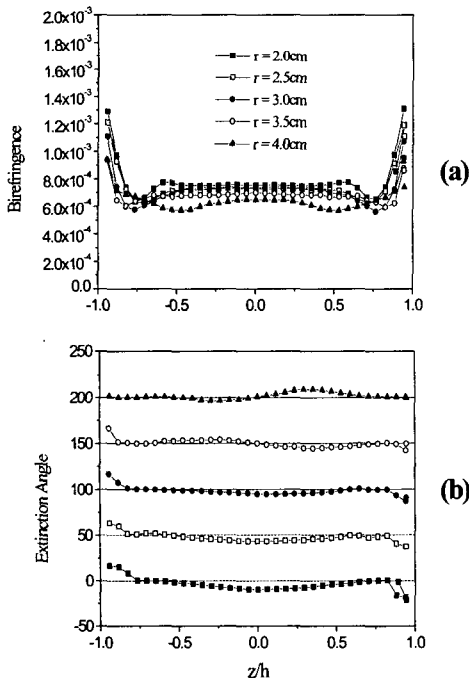 2.0x10⁻³
1.8x10⁻³
1.6x10⁻³
1.4x10⁻³
1.2x10⁻³
1.0x10⁻³
8.0x10⁻⁴
6.0x10⁻⁴
4.0x10⁻⁴
2.0x10⁻⁴
0.0
Birefringence
r = 2.0cm
r = 2.5cm
r = 3.0cm
r = 3.5cm
r = 4.0cm
(a)
-1.0 -0.5 0.0 0.5 1.0
250
200
150
100
50
0
-50
Extinction Angle
(b)
-1.0 -0.5 0.0 0.5 1.0
z/h